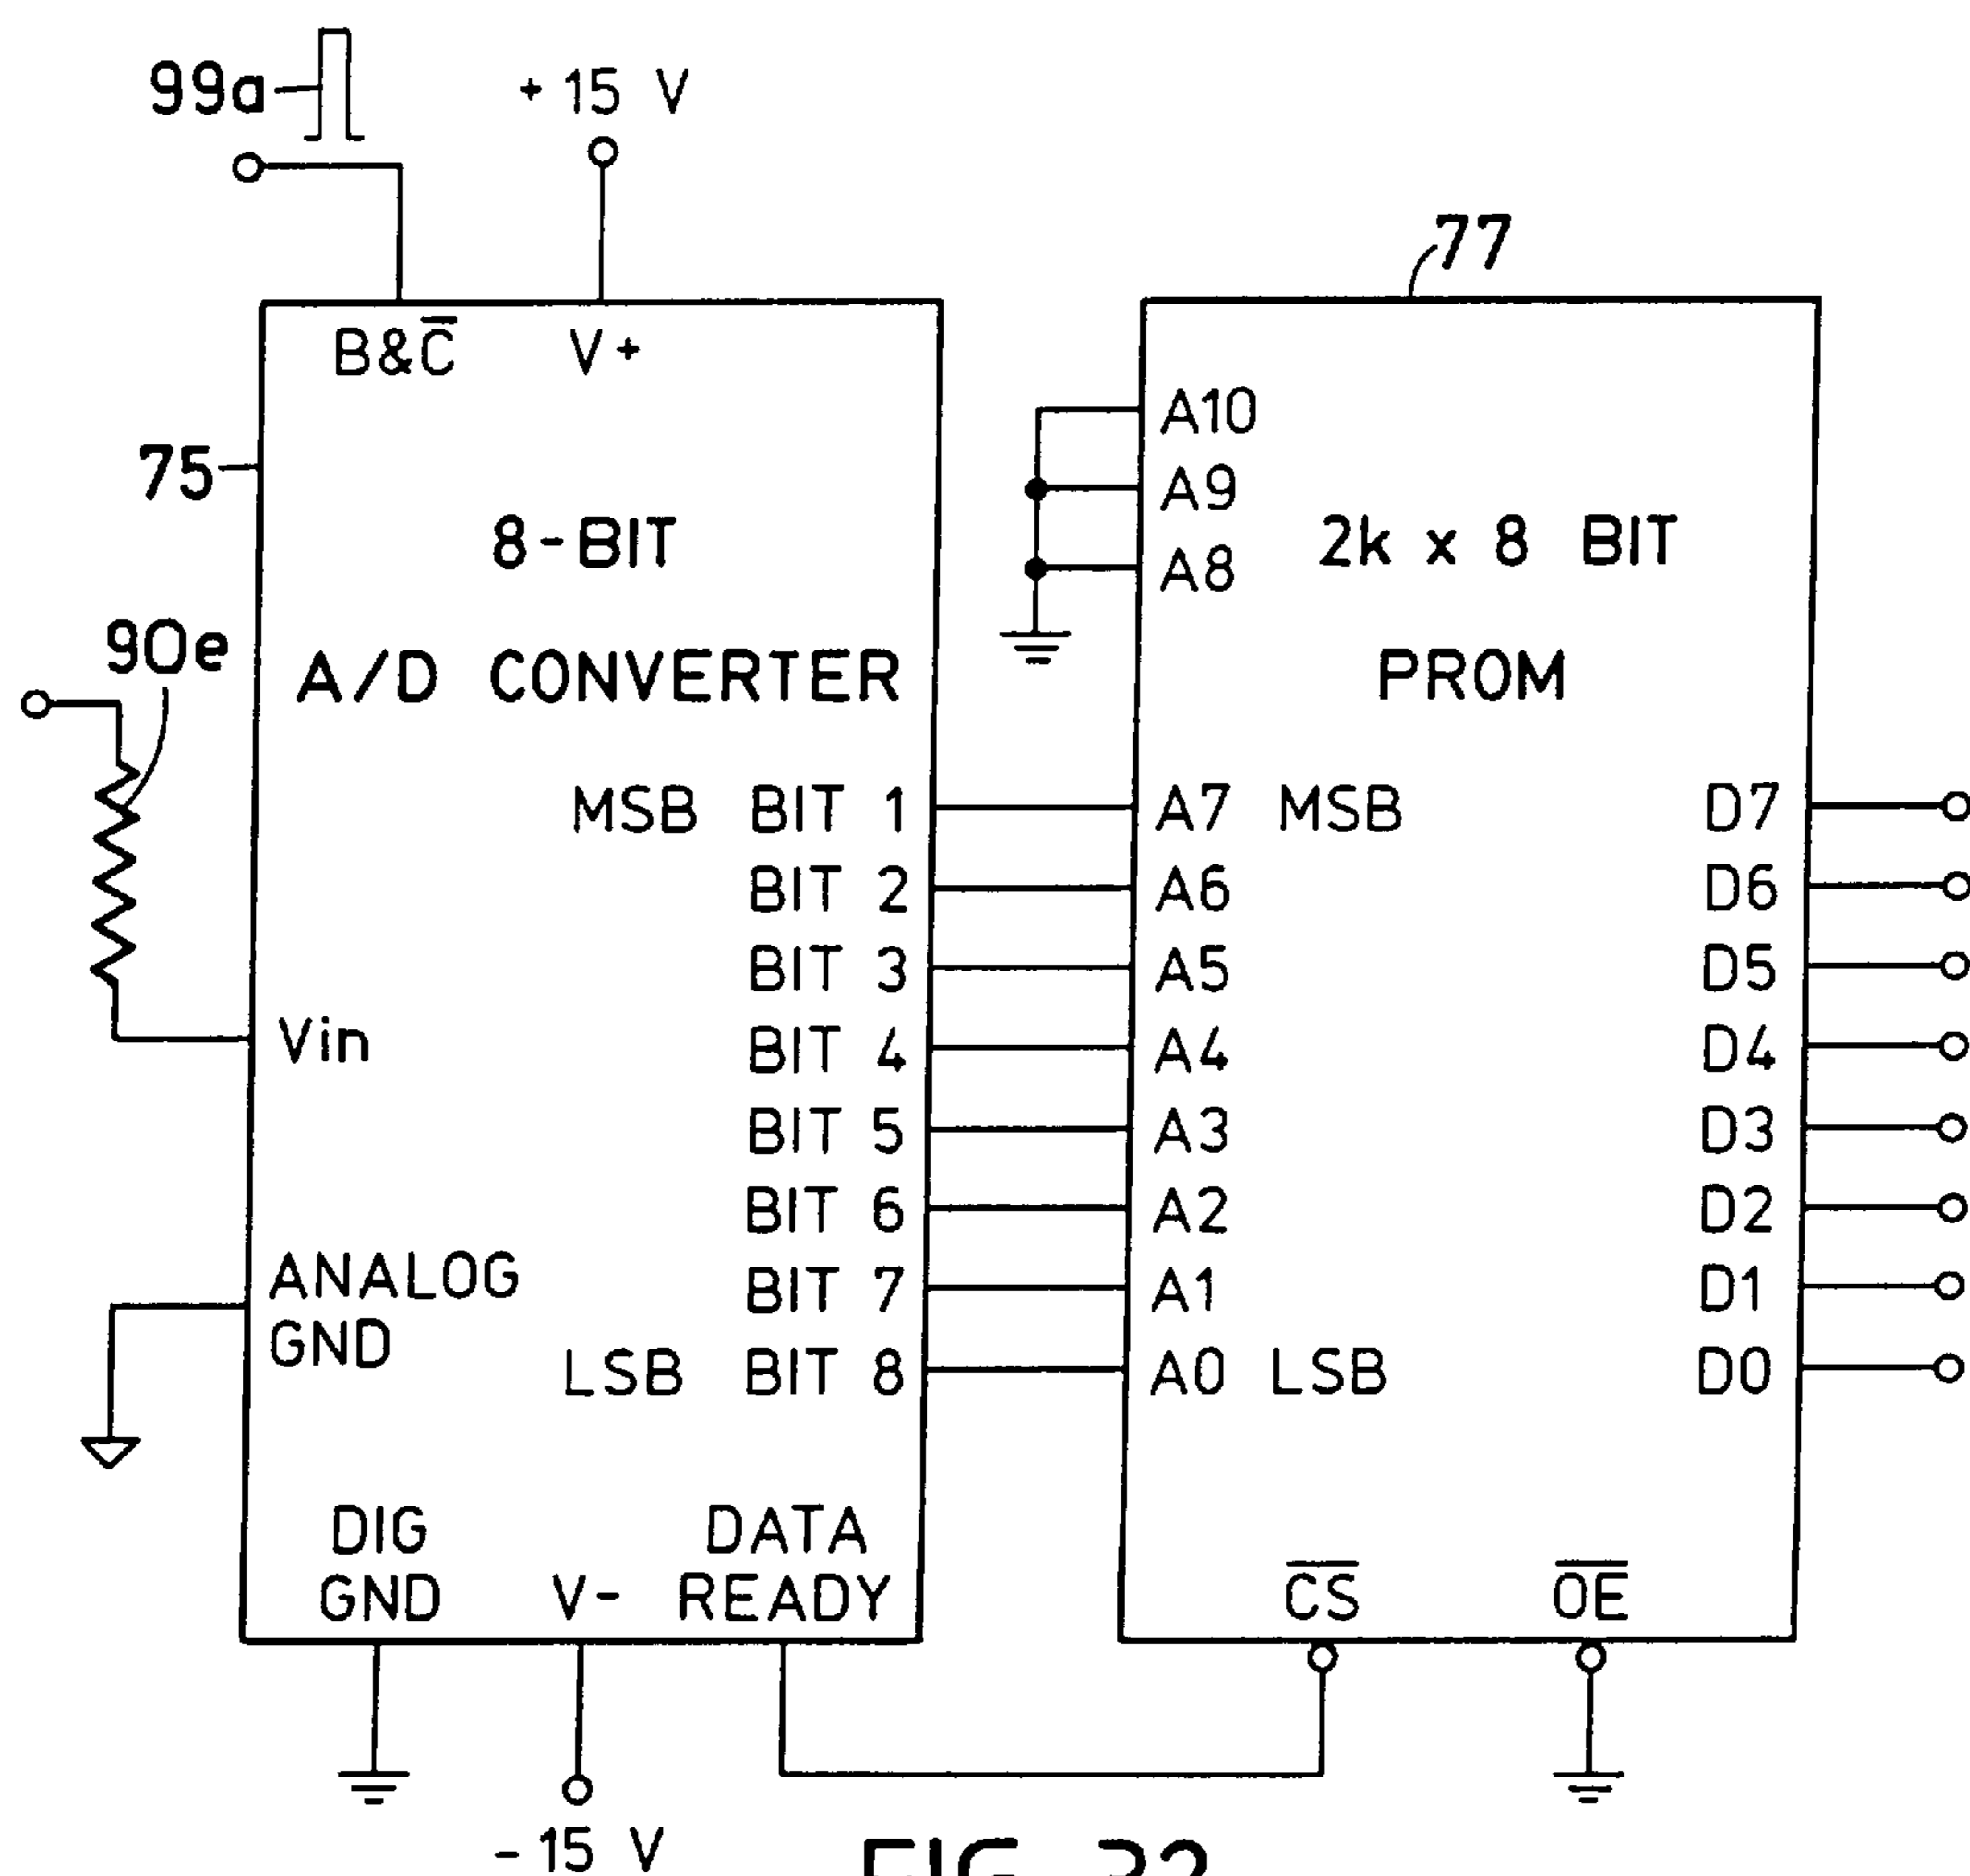 99a
+15 V
77
B&C̅
V+
A10
75
A9
8-BIT
2k x 8 BIT
A8
90e
A/D CONVERTER
PROM
MSB BIT 1
A7 MSB
D7
BIT 2
A6
D6
BIT 3
A5
D5
Vin
BIT 4
A4
D4
BIT 5
A3
D3
BIT 6
A2
D2
ANALOG
GND
BIT 7
A1
D1
LSB BIT 8
A0 LSB
D0
DIG
GND
V-
DATA
READY
C̅S̅
O̅E̅
-15 V
FIG. 32